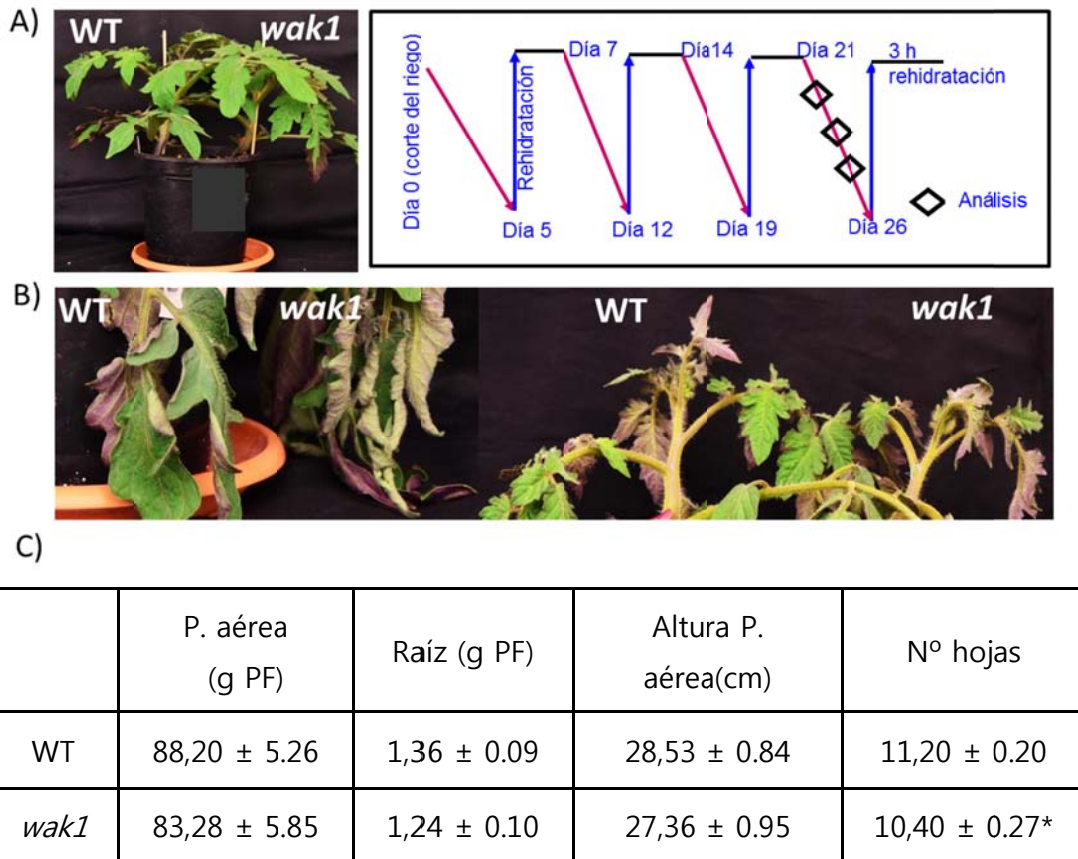 A)
WT wak1
Día 0 (corte del riego)
Rehidratación
Día 5
Día 7
Día 12
Día14
Día 19
Día 21
Día 26
3 h
rehidratación
Análisis
B)
WT wak1 WT wak1
C)
P. aérea
(g PF)
Raíz (g PF)
Altura P.
aérea(cm)
Nº hojas
WT 88,20 ± 5.26 1,36 ± 0.09 28,53 ± 0.84 11,20 ± 0.20
wak1 83,28 ± 5.85 1,24 ± 0.10 27,36 ± 0.95 10,40 ± 0.27*